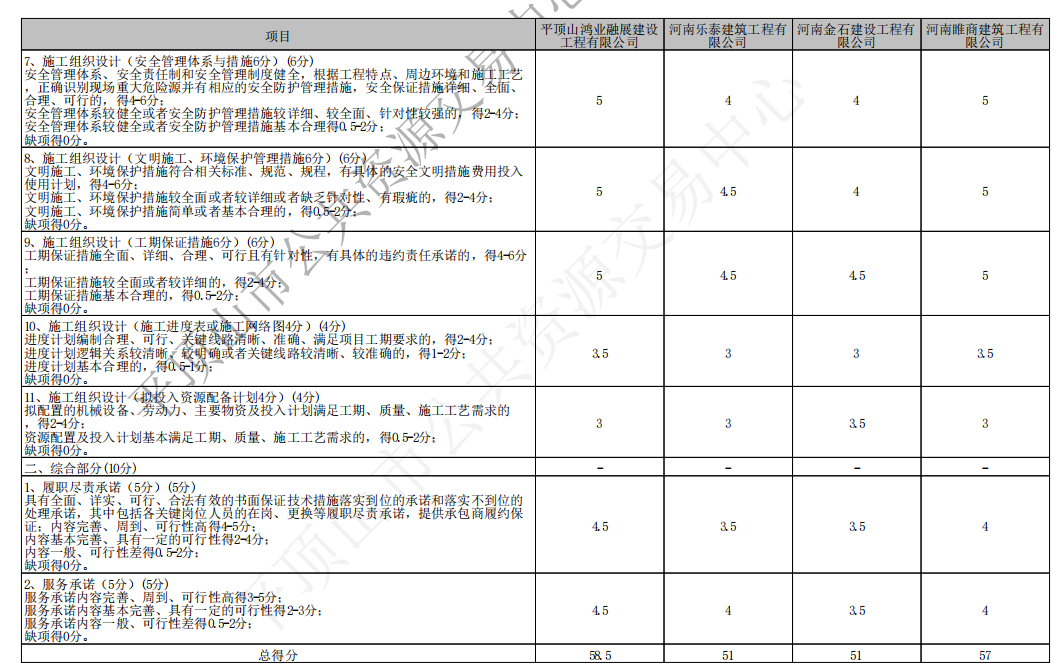 项目
平顶山鸿业融展建设
工程有限公司
河南乐泰建筑工程有
限公司
河南金石建设工程有
限公司
河南睢商建筑工程有
限公司
7、施工组织设计（安全管理体系与措施6分）(6分)
安全管理体系、安全责任制和安全管理制度健全，根据工程特点、周边环境和施工工艺
，正确识别现场重大危险源并有相应的安全防护管理措施，安全保证措施详细、全面、
合理、可行的，得4-6分；
安全管理体系较健全或者安全防护管理措施较详细、较全面、针对性较强的，得2-4分；
安全管理体系较健全或者安全防护管理措施基本合理得0.5-2分；
缺项得0分。
5
4
4
5
8、施工组织设计（文明施工、环境保护管理措施6分）(6分)
文明施工、环境保护措施符合相关标准、规范、规程，有具体的安全文明措施费用投入
使用计划，得4-6分；
文明施工、环境保护措施较全面或者较详细或者缺乏针对性、有瑕疵的，得2-4分；
文明施工、环境保护措施简单或者基本合理的，得0.5-2分；
缺项得0分。
5
4.5
4
5
9、施工组织设计（工期保证措施6分）(6分)
工期保证措施全面、详细、合理、可行且有针对性，有具体的违约责任承诺的，得4-6分
；
工期保证措施较全面或者较详细的，得2-4分；
工期保证措施基本合理的，得0.5-2分；
缺项得0分。
5
4.5
4.5
5
10、施工组织设计（施工进度表或施工网络图4分）(4分)
进度计划编制合理、可行、关键线路清晰、准确、满足项目工期要求的，得2-4分；
进度计划逻辑关系较清晰、较明确或者关键线路较清晰、较准确的，得1-2分；
进度计划基本合理的，得0.5-1分；
缺项得0分。
3.5
3
3
3.5
11、施工组织设计（拟投入资源配备计划4分）(4分)
拟配置的机械设备、劳动力、主要物资及投入计划满足工期、质量、施工工艺需求的
，得2-4分；
资源配置及投入计划基本满足工期、质量、施工工艺需求的，得0.5-2分；
缺项得0分。
3
3
3.5
3
二、综合部分(10分)
-
-
-
-
1、履职尽责承诺（5分）(5分)
具有全面、详实、可行、合法有效的书面保证技术措施落实到位的承诺和落实不到位的
处理承诺，其中包括各关键岗位人员的在岗、更换等履职尽责承诺，提供承包商履约保
证；内容完善、周到、可行性高得4-5分；
内容基本完善、具有一定的可行性得2-4分；
内容一般、可行性差得0.5-2分；
缺项得0分。
4.5
3.5
3.5
4
2、服务承诺（5分）(5分)
服务承诺内容完善、周到、可行性高得3-5分；
服务承诺内容基本完善、具有一定的可行性得2-3分；
服务承诺内容一般、可行性差得0.5-2分；
缺项得0分。
4.5
4
3.5
4
总得分
58.5
51
51
57
平顶山市公共资源交易中心
平顶山市公共资源交易中心